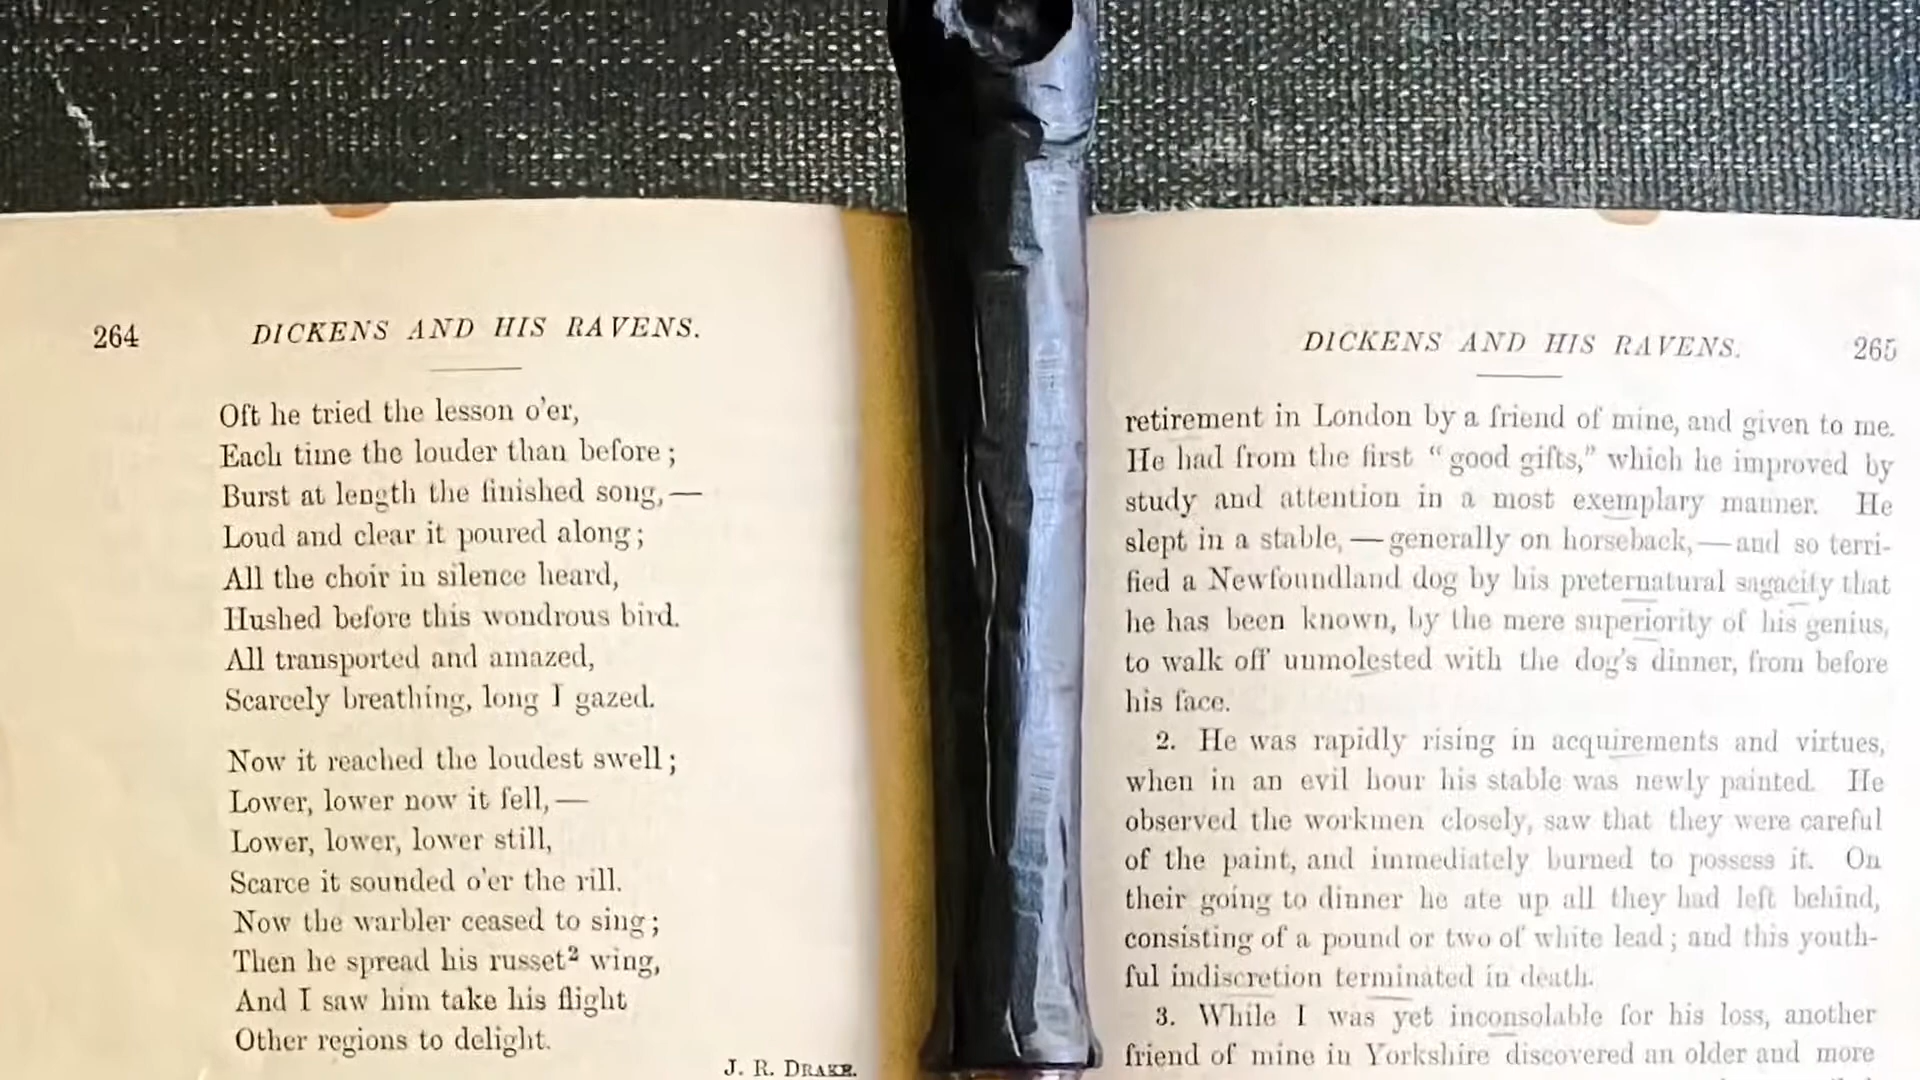 264 DICKENS AND HIS RAVENS.
Oft he tried the lesson o'er,
Each time the louder than before;
Burst at length the finished song,—
Loud and clear it poured along;
All the choir in silence heard,
Hushed before this wondrous bird.
All transported and amazed,
Scarcely breathing, long I gazed.
Now it reached the loudest swell;
Lower, lower now it fell,—
Lower, lower, lower still,
Scarce it sounded o'er the rill.
Now the warbler ceased to sing;
Then he spread his russet² wing,
And I saw him take his flight
Other regions to delight.
J. R. DRAKE.
DICKENS AND HIS RAVENS. 265
retirement in London by a friend of mine, and given to me.
He had from the first "good gifts," which he improved by
study and attention in a most exemplary manner. He
slept in a stable,—generally on horseback,—and so terri-
fied a Newfoundland dog by his preternatural sagacity that
he has been known, by the mere superiority of his genius,
to walk off unmolested with the dog's dinner, from before
his face.
2. He was rapidly rising in acquirements and virtues,
when in an evil hour his stable was newly painted. He
observed the workmen closely, saw that they were careful
of the paint, and immediately burned to possess it. On
their going to dinner he ate up all they had left behind,
consisting of a pound or two of white lead; and this youth-
ful indiscretion terminated in death.
3. While I was yet inconsolable for his loss, another
friend of mine in Yorkshire discovered an older and more